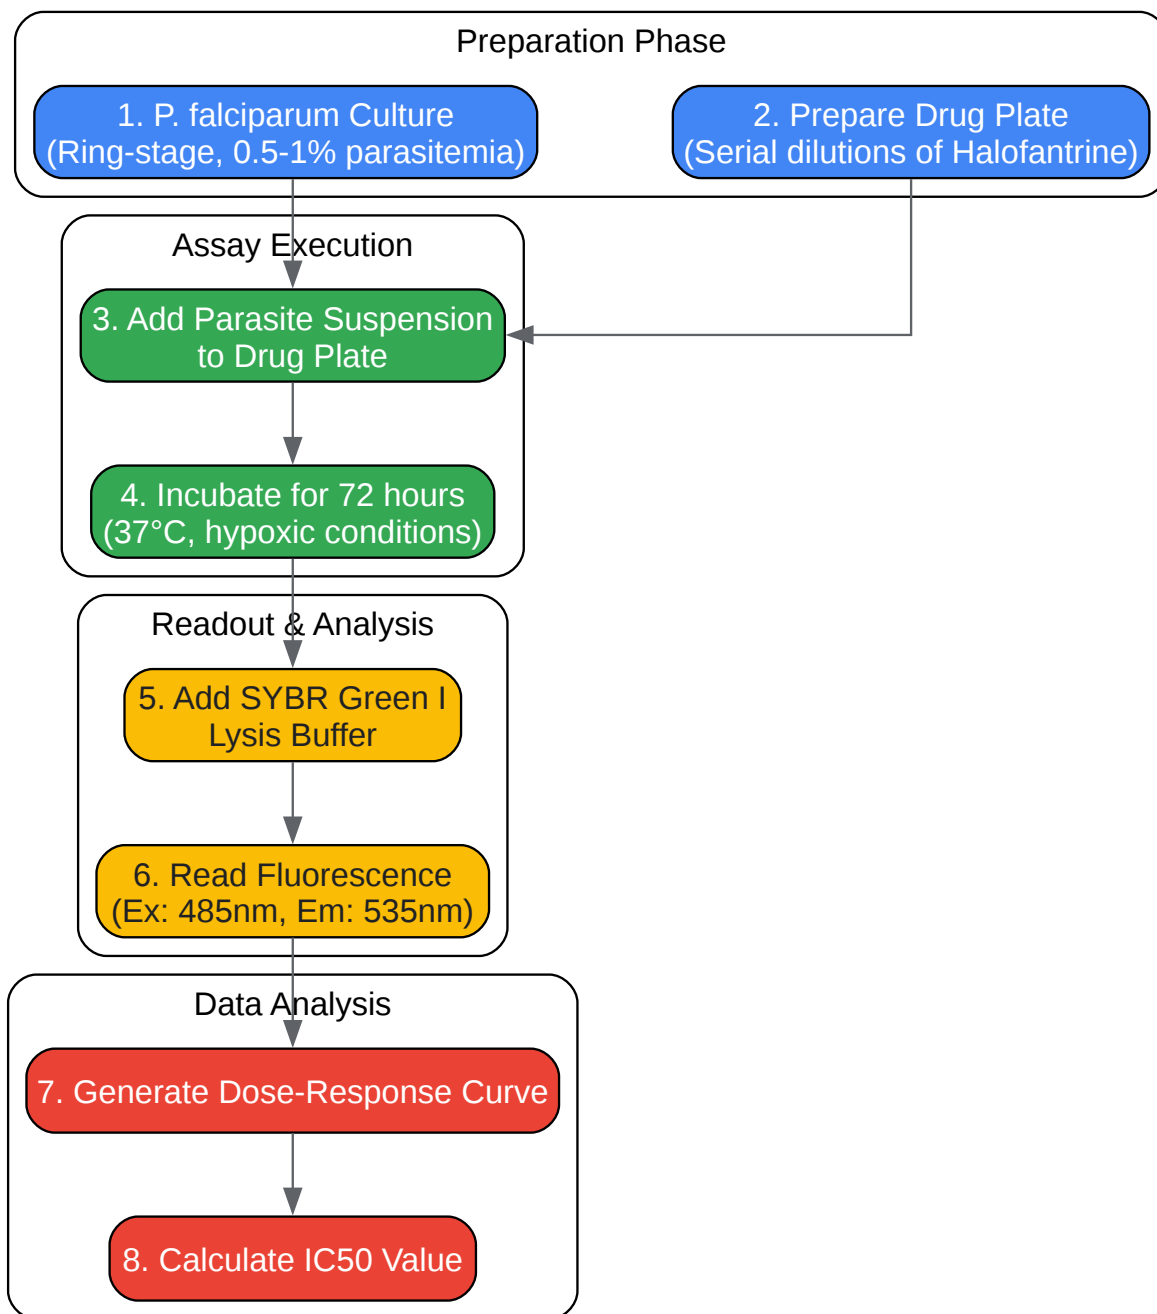 Preparation Phase
1. P. falciparum Culture
(Ring-stage, 0.5-1% parasitemia)
2. Prepare Drug Plate
(Serial dilutions of Halofantrine)
Assay Execution
3. Add Parasite Suspension
to Drug Plate
4. Incubate for 72 hours
(37°C, hypoxic conditions)
Readout & Analysis
5. Add SYBR Green I
Lysis Buffer
6. Read Fluorescence
(Ex: 485nm, Em: 535nm)
Data Analysis
7. Generate Dose-Response Curve
8. Calculate IC50 Value